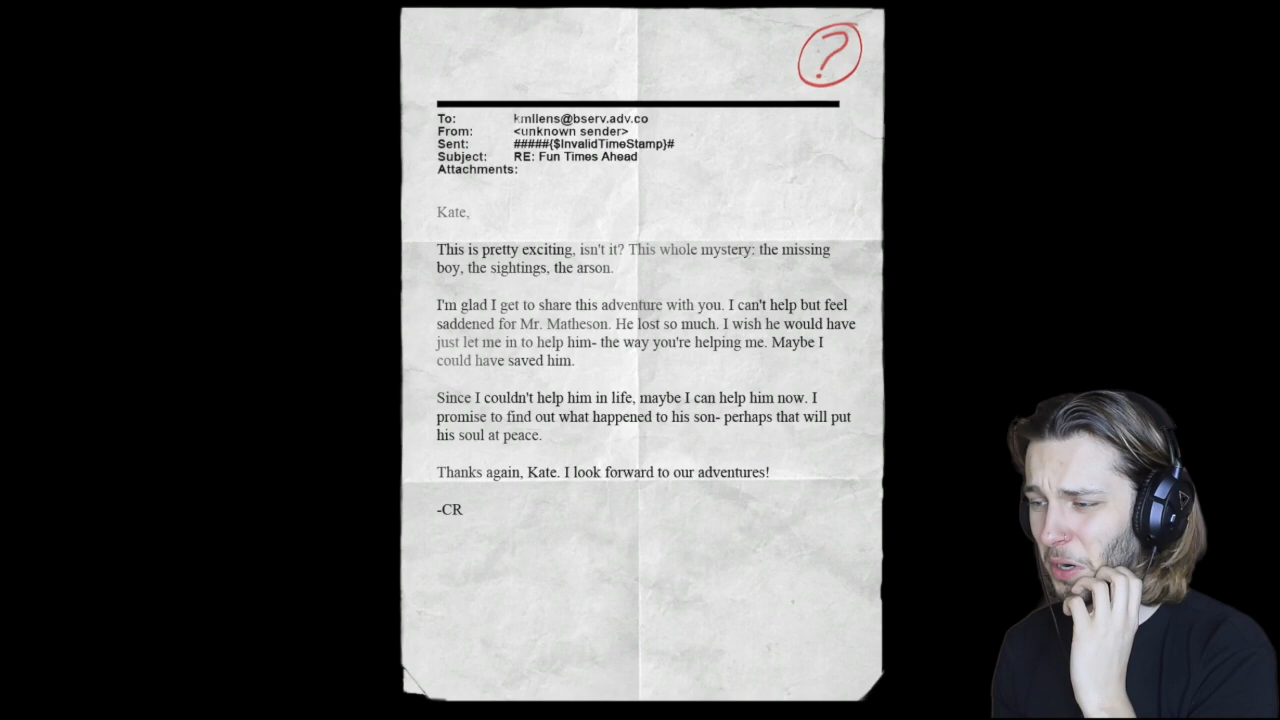 ?
To: kmllens@bserv.adv.co
From: <unknown sender>
Sent: #####{$InvalidTimeStamp}#
Subject: RE: Fun Times Ahead
Attachments:
Kate,
This is pretty exciting, isn't it? This whole mystery: the missing
boy, the sightings, the arson.
I'm glad I get to share this adventure with you. I can't help but feel
saddened for Mr. Matheson. He lost so much. I wish he would have
just let me in to help him- the way you're helping me. Maybe I
could have saved him.
Since I couldn't help him in life, maybe I can help him now. I
promise to find out what happened to his son- perhaps that will put
his soul at peace.
Thanks again, Kate. I look forward to our adventures!
-CR